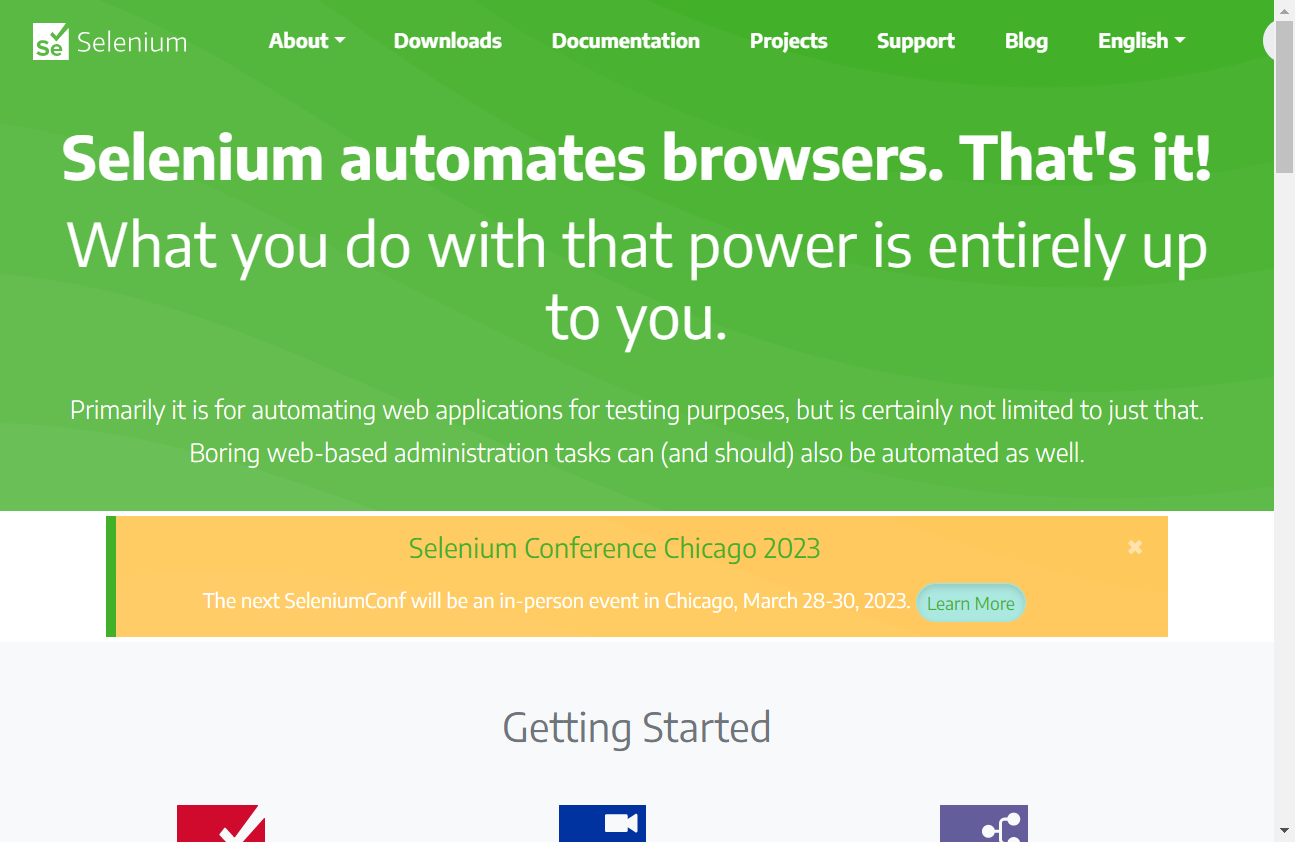 Se Selenium
About Downloads Documentation Projects Support Blog English
Selenium automates browsers. That's it!
What you do with that power is entirely up
to you.
Primarily it is for automating web applications for testing purposes, but is certainly not limited to just that.
Boring web-based administration tasks can (and should) also be automated as well.
Selenium Conference Chicago 2023
The next SeleniumConf will be an in-person event in Chicago, March 28-30, 2023. Learn More
Getting Started